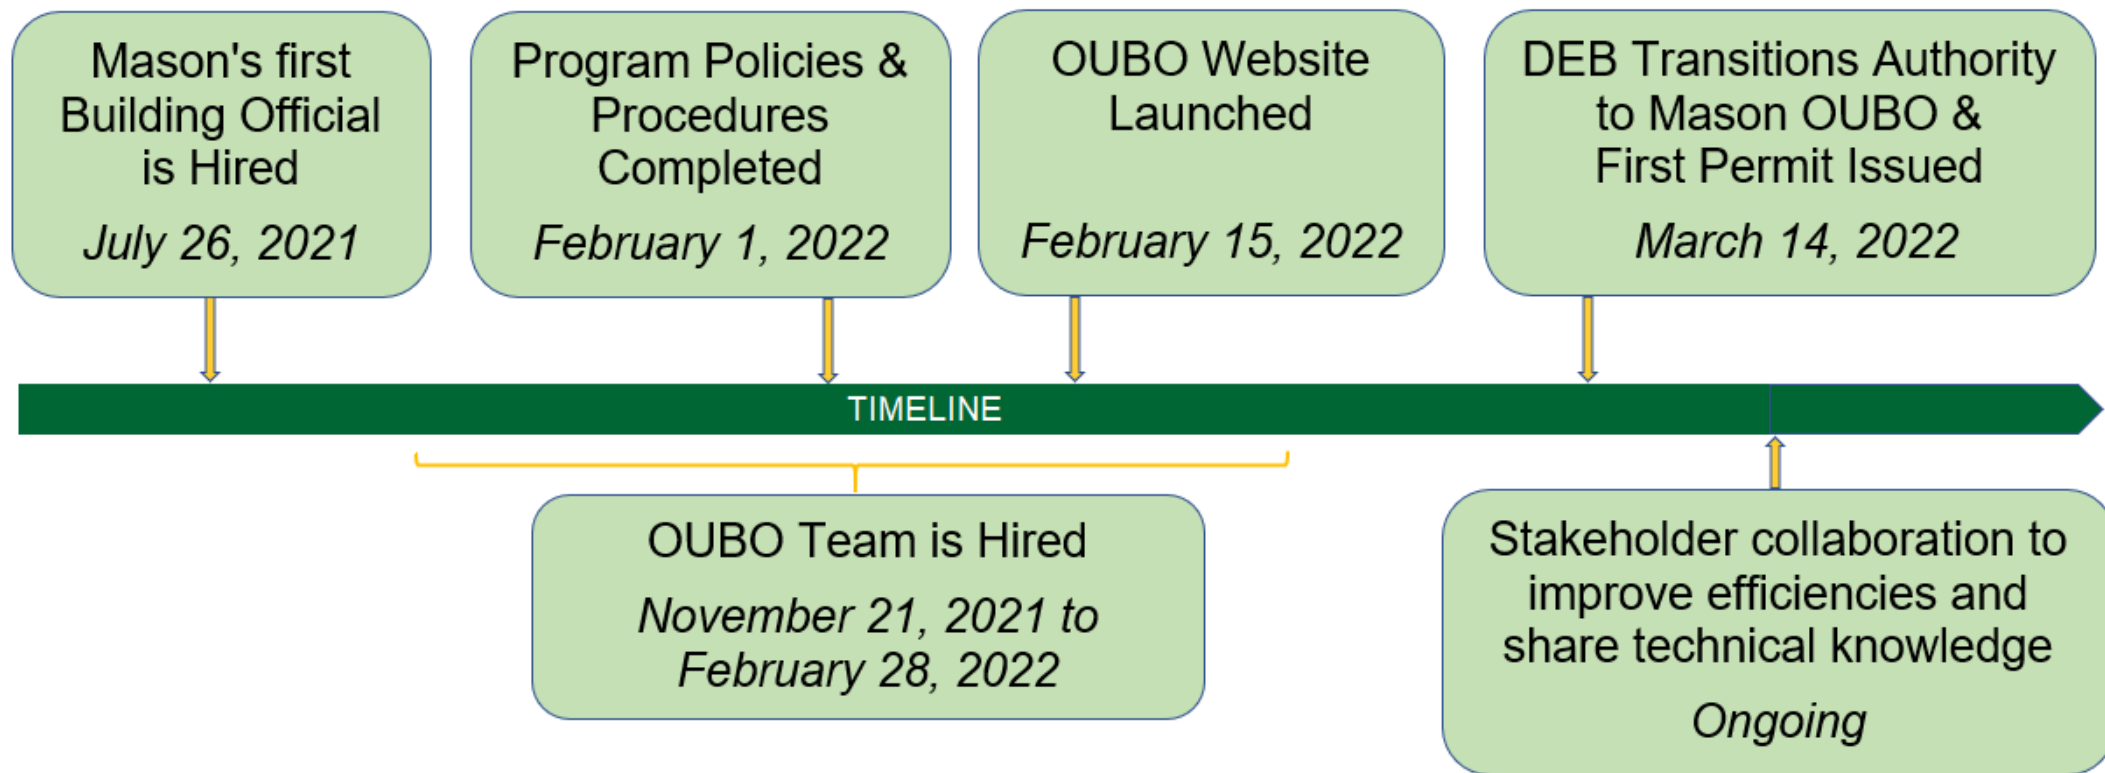 Mason's first
Building Official
is Hired
July 26, 2021
Program Policies &
Procedures
Completed
February 1, 2022
OUBO Website
Launched
February 15, 2022
DEB Transitions Authority
to Mason OUBO &
First Permit Issued
March 14, 2022
TIMELINE
OUBO Team is Hired
November 21, 2021 to
February 28, 2022
Stakeholder collaboration to
improve efficiencies and
share technical knowledge
Ongoing